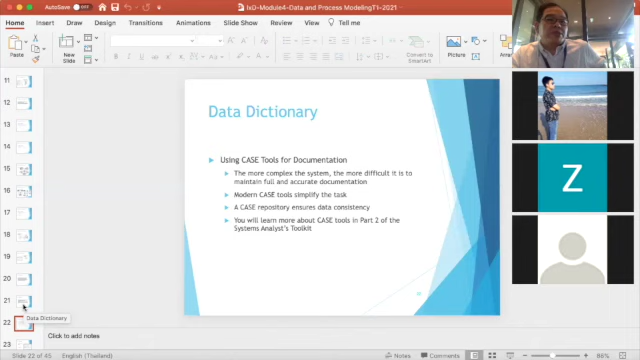 AutoSave
OFF
IxD-Module4-Data and Process ModelingT1-2021
Home
Insert
Draw
Design
Transitions
Animations
Slide Show
Review
View
Tell me
Paste
New
Slide
Convert to
SmartArt
Picture
11
12
13
14
15
16
17
18
19
20
21
22
23
Data Dictionary
Data Dictionary
Using CASE Tools for Documentation
The more complex the system, the more difficult it is to
maintain full and accurate documentation
Modern CASE tools simplify the task
A CASE repository ensures data consistency
You will learn more about CASE tools in Part 2 of the
Systems Analyst's Toolkit
Click to add notes
Slide 22 of 45
English (Thailand)
Notes
Comments
88%
Z